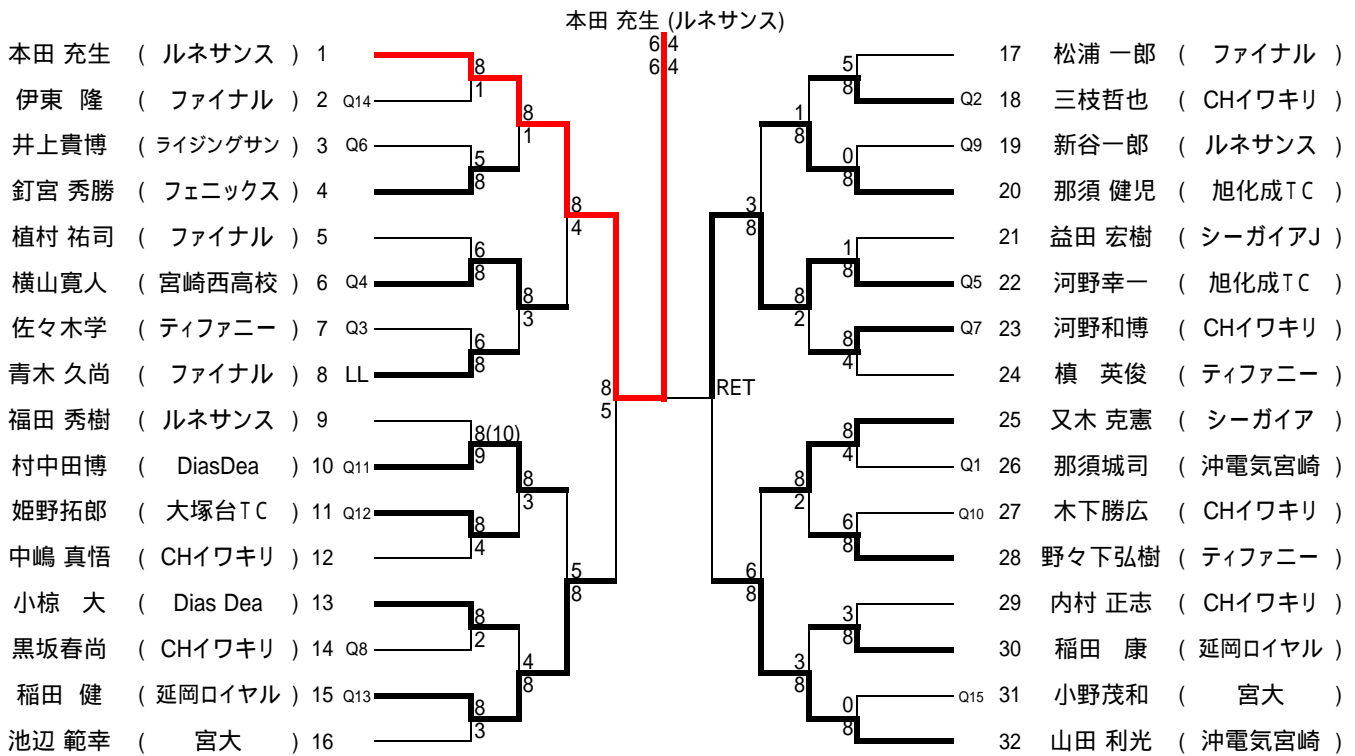 本田 充生 (ルネサンス)
6 4
6 4
本田 充生 ( ルネサンス ) 1
8
1
伊東 隆 ( ファイナル ) 2 Q14
8
1
井上貴博 ( ライジングサン ) 3 Q6
5
8
釘宮 秀勝 ( フェニックス ) 4
8
4
植村 祐司 ( ファイナル ) 5
6
8
横山寛人 ( 宮崎西高校 ) 6 Q4
8
3
佐々木学 ( ティファニー ) 7 Q3
6
8
青木 久尚 ( ファイナル ) 8 LL
8
5
福田 秀樹 ( ルネサンス ) 9
8(10)
9
村中田博 ( DiasDea ) 10 Q11
8
3
姫野拓郎 ( 大塚台TC ) 11 Q12
8
4
中嶋 真悟 ( CHイワキリ ) 12
5
8
小椋 大 ( Dias Dea ) 13
8
2
黒坂春尚 ( CHイワキリ ) 14 Q8
4
8
稲田 健 ( 延岡ロイヤル ) 15 Q13
8
3
池辺 範幸 ( 宮大 ) 16
17 松浦 一郎 ( ファイナル )
5
8
Q2 18 三枝哲也 ( CHイワキリ )
1
8
Q9 19 新谷一郎 ( ルネサンス )
0
8
20 那須 健児 ( 旭化成TC )
3
8
21 益田 宏樹 ( シーガイアJ )
1
8
Q5 22 河野幸一 ( 旭化成TC )
8
2
Q7 23 河野和博 ( CHイワキリ )
8
4
24 槙 英俊 ( ティファニー )
RET
25 又木 克憲 ( シーガイア )
8
4
Q1 26 那須城司 ( 沖電気宮崎 )
8
2
Q10 27 木下勝広 ( CHイワキリ )
6
8
28 野々下弘樹 ( ティファニー )
6
8
29 内村 正志 ( CHイワキリ )
3
8
30 稲田 康 ( 延岡ロイヤル )
3
8
Q15 31 小野茂和 ( 宮大 )
0
8
32 山田 利光 ( 沖電気宮崎 )